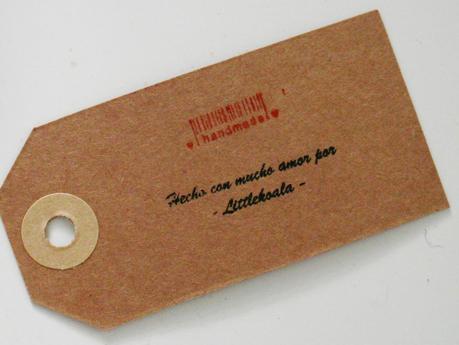 ♥ handmade ♥
Hecho con mucho amor por
- Littlekoala -